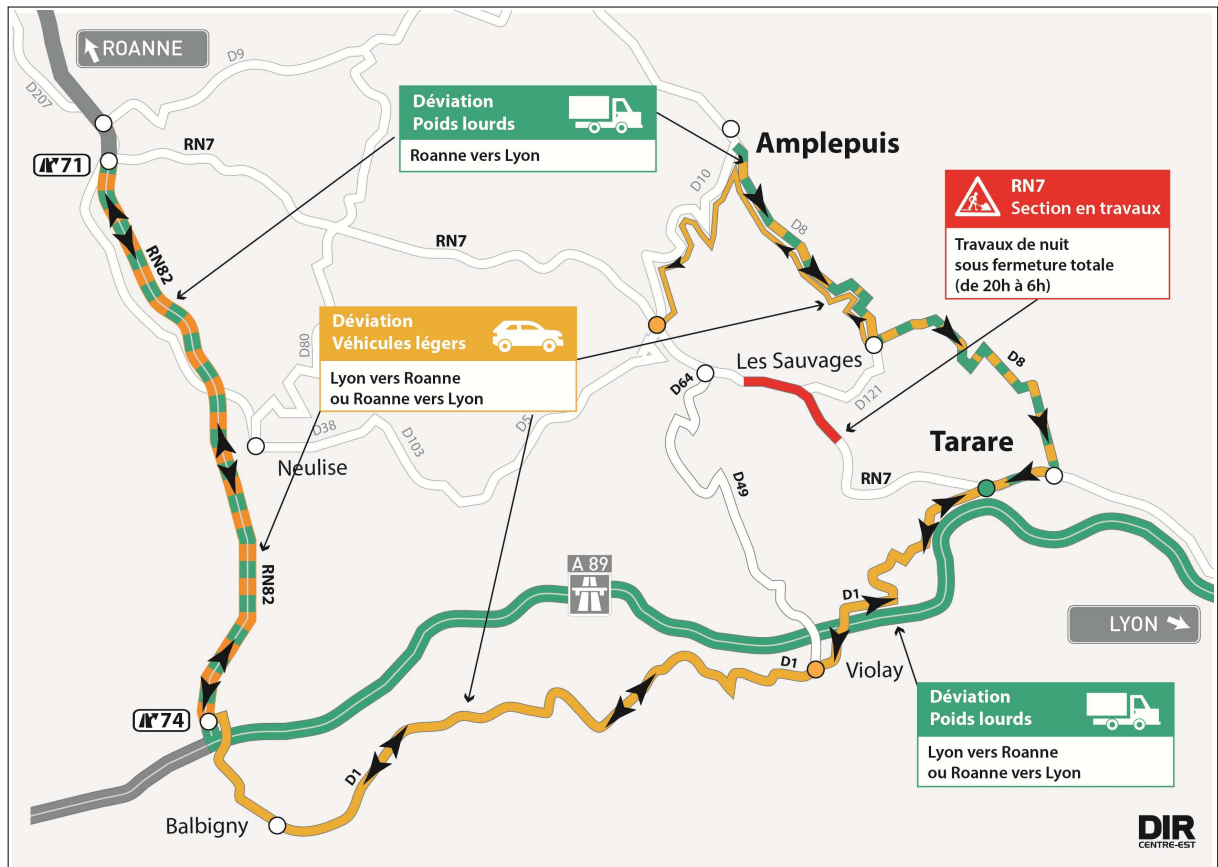 ROANNE
D9
D207
Déviation
Poids lourds
Roanne vers Lyon
Amplepuis
71
RN7
D10
RN7
Section en travaux
Travaux de nuit
sous fermeture totale
(de 20h à 6h)
D8
RN7
RN82
Déviation
Véhicules légers
Lyon vers Roanne
ou Roanne vers Lyon
D80
Les Sauvages
D64
D8
D121
D5
D38
D103
Neulise
Tarare
D49
RN7
RN82
A 89
D1
LYON
D1
Violay
74
Déviation
Poids lourds
Lyon vers Roanne
ou Roanne vers Lyon
D1
Balbigny
DIR
CENTRE-EST